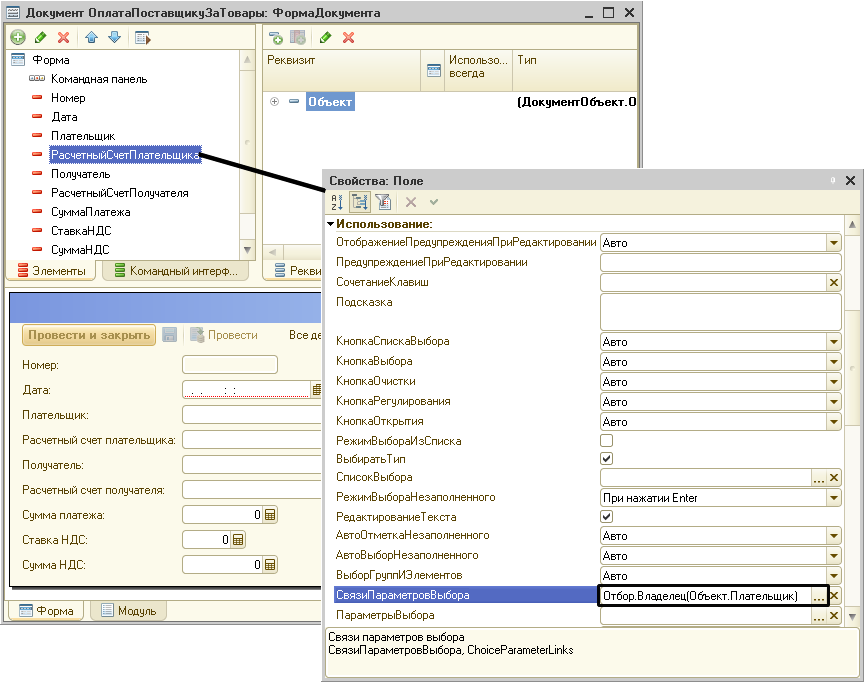 Документ ОплатаПоставщикуЗаТовары: ФормаДокумента
Форма
Командная панель
Номер
Дата
Плательщик
РасчетныйСчетПлательщика
Получатель
РасчетныйСчетПолучателя
СуммаПлатежа
СтавкаНДС
СуммаНДС
Элементы
Командный интерф...
Реквизит
Использо...
всегда
Тип
Объект
(ДокументОбъект.О
Рекви
Провести и закрыть
Провести
Все де
Номер:
Дата:
. . : :
Плательщик:
Расчетный счет плательщика:
Получатель:
Расчетный счет получателя:
Сумма платежа:
0
Ставка НДС:
0
Сумма НДС:
0
Форма
Модуль
Свойства: Поле
Использование:
ОтображениеПредупрежденияПриРедактировании
Авто
ПредупреждениеПриРедактировании
СочетаниеКлавиш
Подсказка
КнопкаСпискаВыбора
Авто
КнопкаВыбора
Авто
КнопкаОчистки
Авто
КнопкаРегулирования
Авто
КнопкаОткрытия
Авто
РежимВыбораИзСписка
ВыбиратьТип
СписокВыбора
...
РежимВыбораНезаполненного
При нажатии Enter
РедактированиеТекста
АвтоОтметкаНезаполненного
Авто
АвтоВыборНезаполненного
Авто
ВыборГруппИЭлементов
Авто
СвязиПараметровВыбора
Отбор.Владелец(Объект.Плательщик)
...
ПараметрыВыбора
...
Связи параметров выбора
СвязиПараметровВыбора, ChoiceParameterLinks